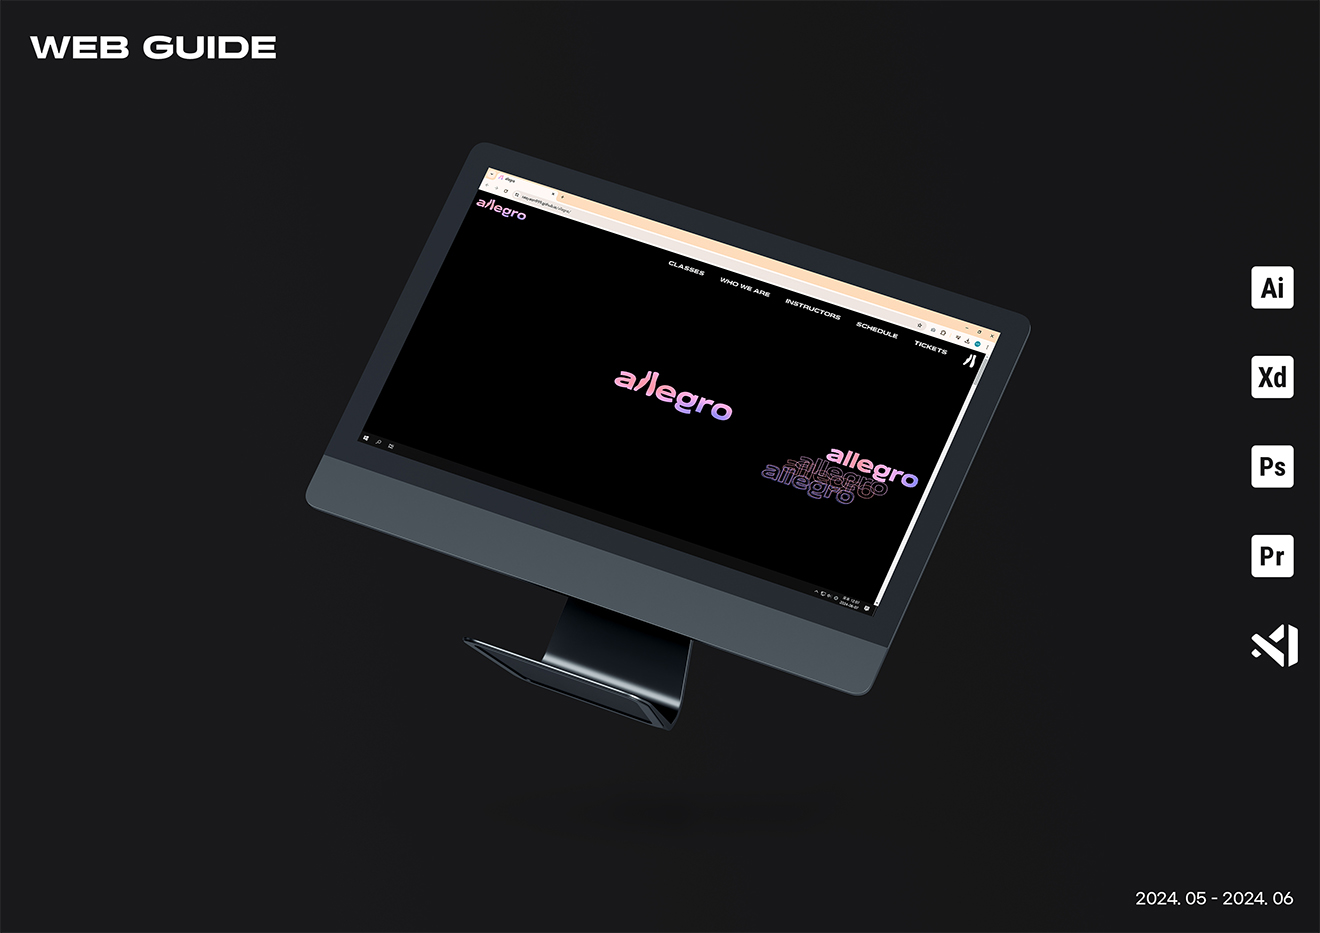 WEB GUIDE
allegro
allegro
CLASSES
WHO WE ARE
INSTRUCTORS
SCHEDULE
TICKETS
allegro
allegro
allegro
allegro
Ai
Xd
Ps
Pr
2024. 05 - 2024. 06